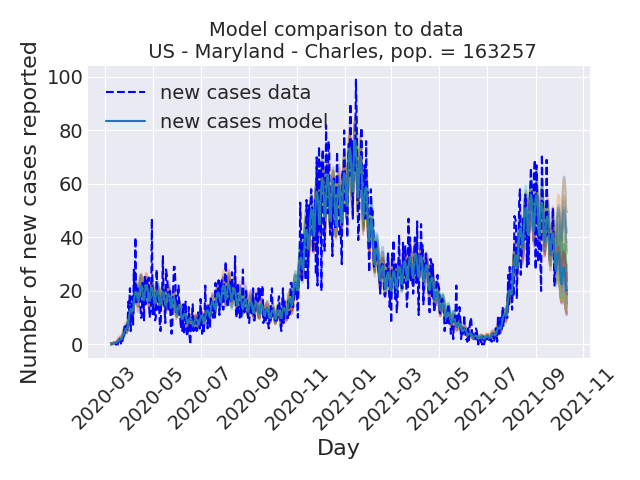 Model comparison to data
US - Maryland - Charles, pop. = 163257
Number of new cases reported
100
80
60
40
20
0
new cases data
new cases model
2020-03
2020-05
2020-07
2020-09
2020-11
2021-01
2021-03
2021-05
2021-07
2021-09
2021-11
Day